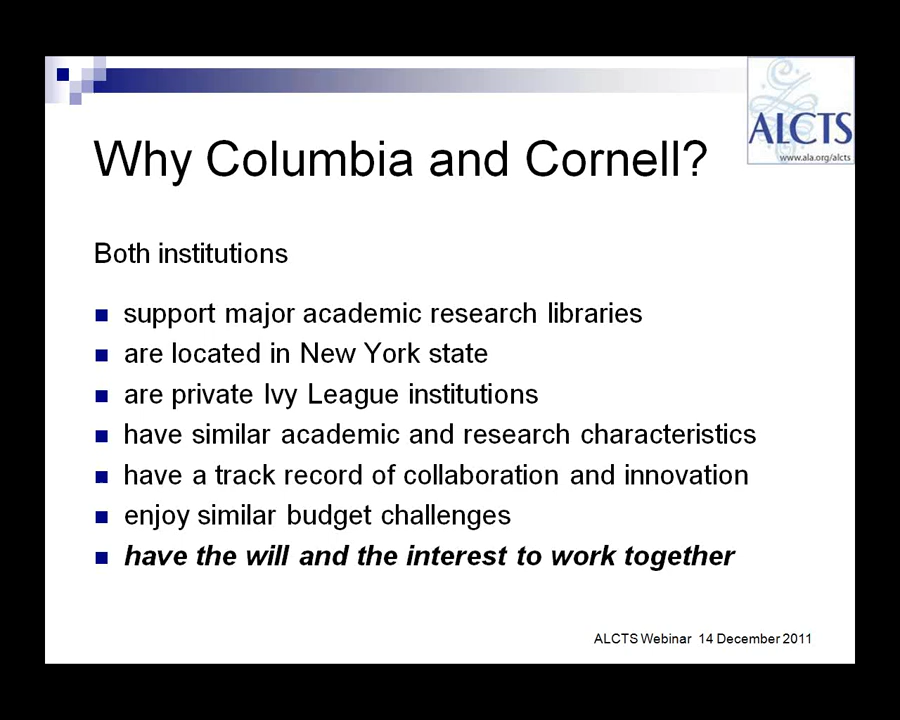 ALCTS
www.ala.org/alcts
Why Columbia and Cornell?
Both institutions
support major academic research libraries
are located in New York state
are private Ivy League institutions
have similar academic and research characteristics
have a track record of collaboration and innovation
enjoy similar budget challenges
have the will and the interest to work together
ALCTS Webinar 14 December 2011